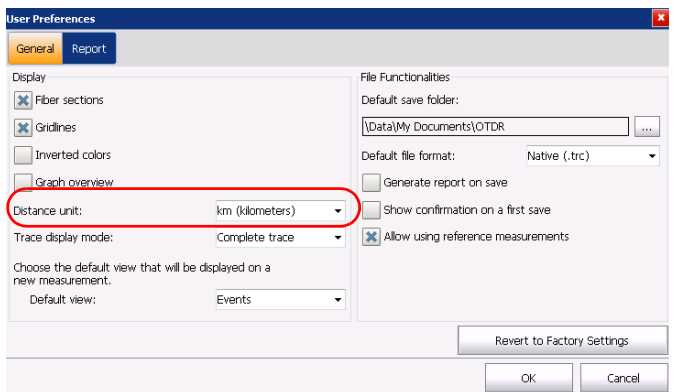 User Preferences
General
Report
Display
Fiber sections
Gridlines
Inverted colors
Graph overview
Distance unit:
km (kilometers)
Trace display mode:
Complete trace
Choose the default view that will be displayed on a
new measurement.
Default view:
Events
File Functionalities
Default save folder:
\Data\My Documents\OTDR
...
Default file format:
Native (.trc)
Generate report on save
Show confirmation on a first save
Allow using reference measurements
Revert to Factory Settings
OK
Cancel